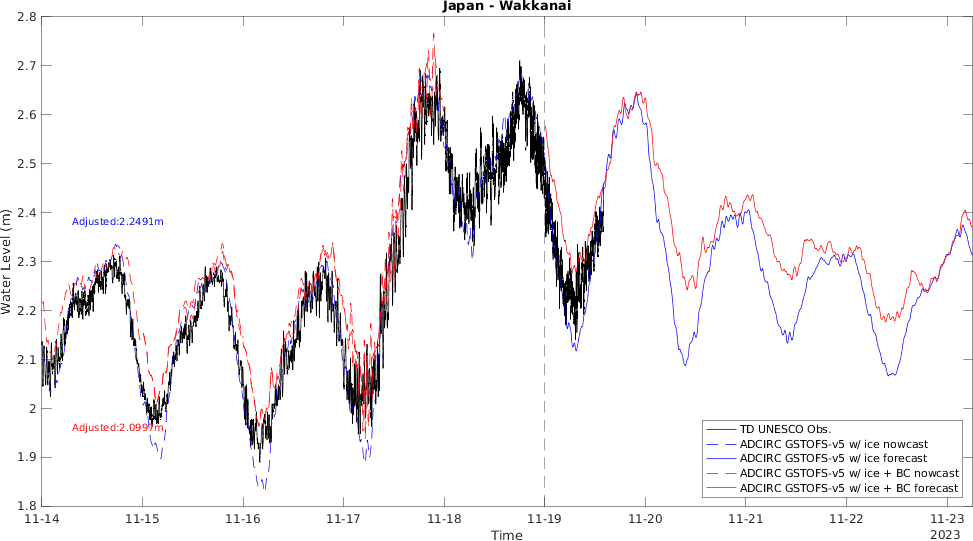 Japan - Wakkanai
2.8
2.7
2.6
2.5
2.4
2.3
2.2
2.1
2
1.9
1.8
Water Level (m)
Adjusted:2.2491m
Adjusted:2.0997m
TD UNESCO Obs.
ADCIRC GSTOFS-v5 w/ ice nowcast
ADCIRC GSTOFS-v5 w/ ice forecast
ADCIRC GSTOFS-v5 w/ ice + BC nowcast
ADCIRC GSTOFS-v5 w/ ice + BC forecast
11-14 11-15 11-16 11-17 11-18 11-19 11-20 11-21 11-22 11-23
2023
Time